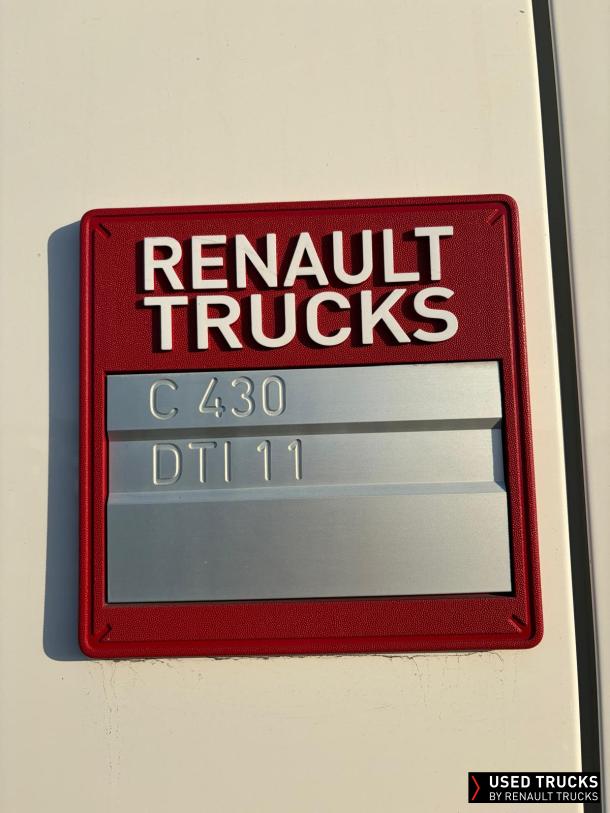 RENAULT
TRUCKS
C 430
DTI 11
USED TRUCKS
BY RENAULT TRUCKS